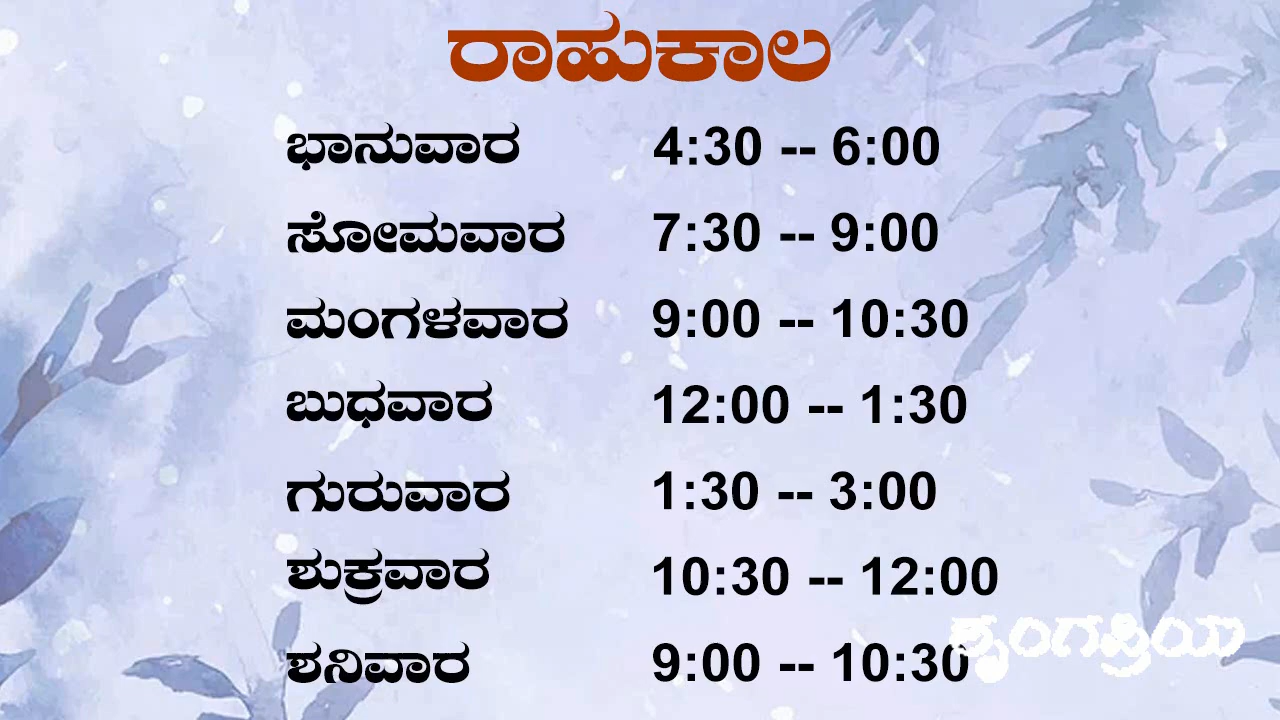 ರಾಹುಕಾಲ
ಭಾನುವಾರ 4:30 -- 6:00
ಸೋಮವಾರ 7:30 -- 9:00
ಮಂಗಳವಾರ 9:00 -- 10:30
ಬುಧವಾರ 12:00 -- 1:30
ಗುರುವಾರ 1:30 -- 3:00
ಶುಕ್ರವಾರ 10:30 -- 12:00
ಶನಿವಾರ 9:00 -- 10:30